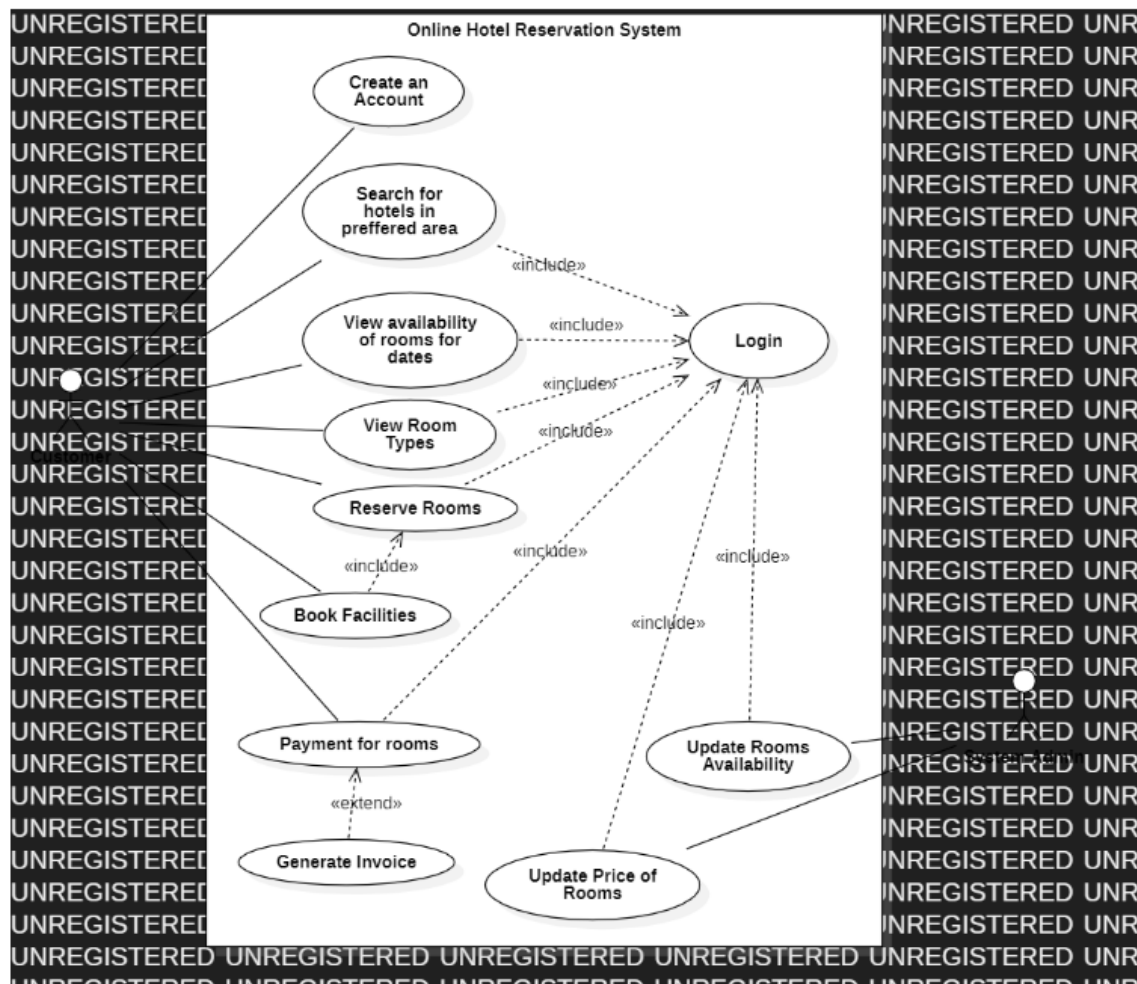 UNREGISTERED UNREGISTERED UNREGISTERED UNREGISTERED UNREGISTERED
Online Hotel Reservation System
Create an
Account
Search for
hotels in
preffered area
«include»
View availability
of rooms for
dates
«include»
Login
«include»
View Room
Types
«include»
Customer
Reserve Rooms
«include»
«include»
«include»
Book Facilities
«include»
Payment for rooms
Update Rooms
Availability
System Admin
«extend»
Generate Invoice
Update Price of
Rooms